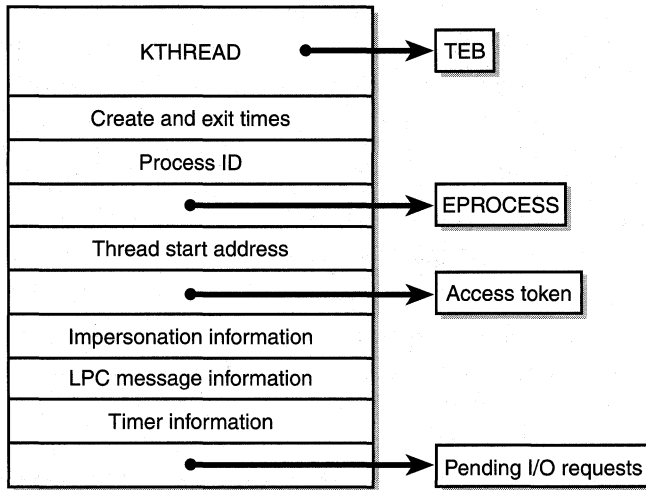 KTHREAD
TEB
Create and exit times
Process ID
EPROCESS
Thread start address
Access token
Impersonation information
LPC message information
Timer information
Pending I/O requests